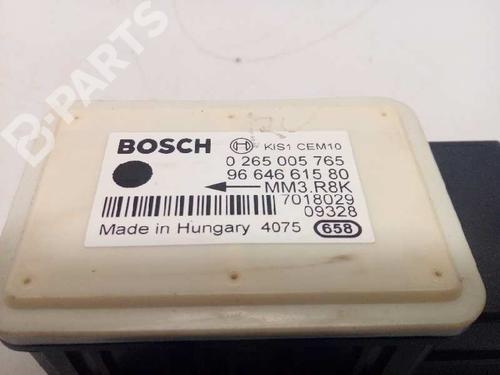 B-PARTS
BOSCH KIS1 CEM10
0 265 005 765
96 646 615 80
MM3.R8K
7018029
09328
Made in Hungary 4075 658